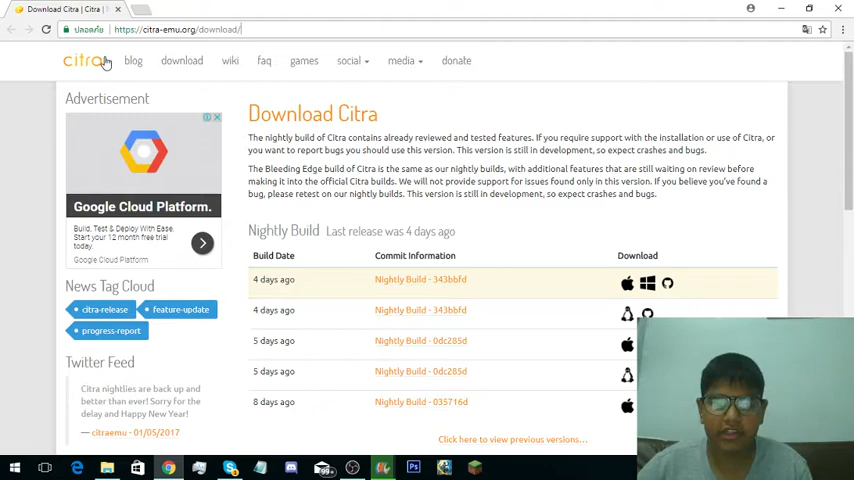 Download Citra | Citra |
ปลอดภัย
https://citra-emu.org/download/
citra
blog
download
wiki
faq
games
social
media
donate
Advertisement
Google Cloud Platform.
Build, Test & Deploy With Ease.
Start your 12 month free trial
today.
Google Cloud Platform
News Tag Cloud
citra-release
feature-update
progress-report
Twitter Feed
Citra nightlies are back up and
better than ever! Sorry for the
delay and Happy New Year!
— citraemu - 01/05/2017
Download Citra
The nightly build of Citra contains already reviewed and tested features. If you require support with the installation or use of Citra, or
you want to report bugs you should use this version. This version is still in development, so expect crashes and bugs.
The Bleeding Edge build of Citra is the same as our nightly builds, with additional features that are still waiting on review before
making it into the official Citra builds. We will not provide support for issues found only in this version. If you believe you've found a
bug, please retest on our nightly builds. This version is still in development, so expect crashes and bugs.
Nightly Build Last release was 4 days ago
Build Date Commit Information Download
4 days ago Nightly Build - 343bbfd
4 days ago Nightly Build - 343bbfd
5 days ago Nightly Build - 0dc285d
5 days ago Nightly Build - 0dc285d
8 days ago Nightly Build - 035716d
Click here to view previous versions...
99+
Ps